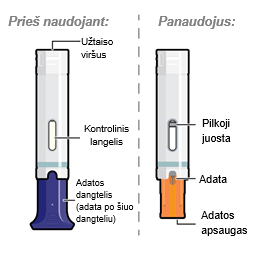 Prieš naudojant:
Užtaiso
viršus
Kontrolinis
langelis
Adatos
dangtelis
(adata po šiuo
dangteliu)
Panaudojus:
Pilkoji
juosta
Adata
Adatos
apsaugas